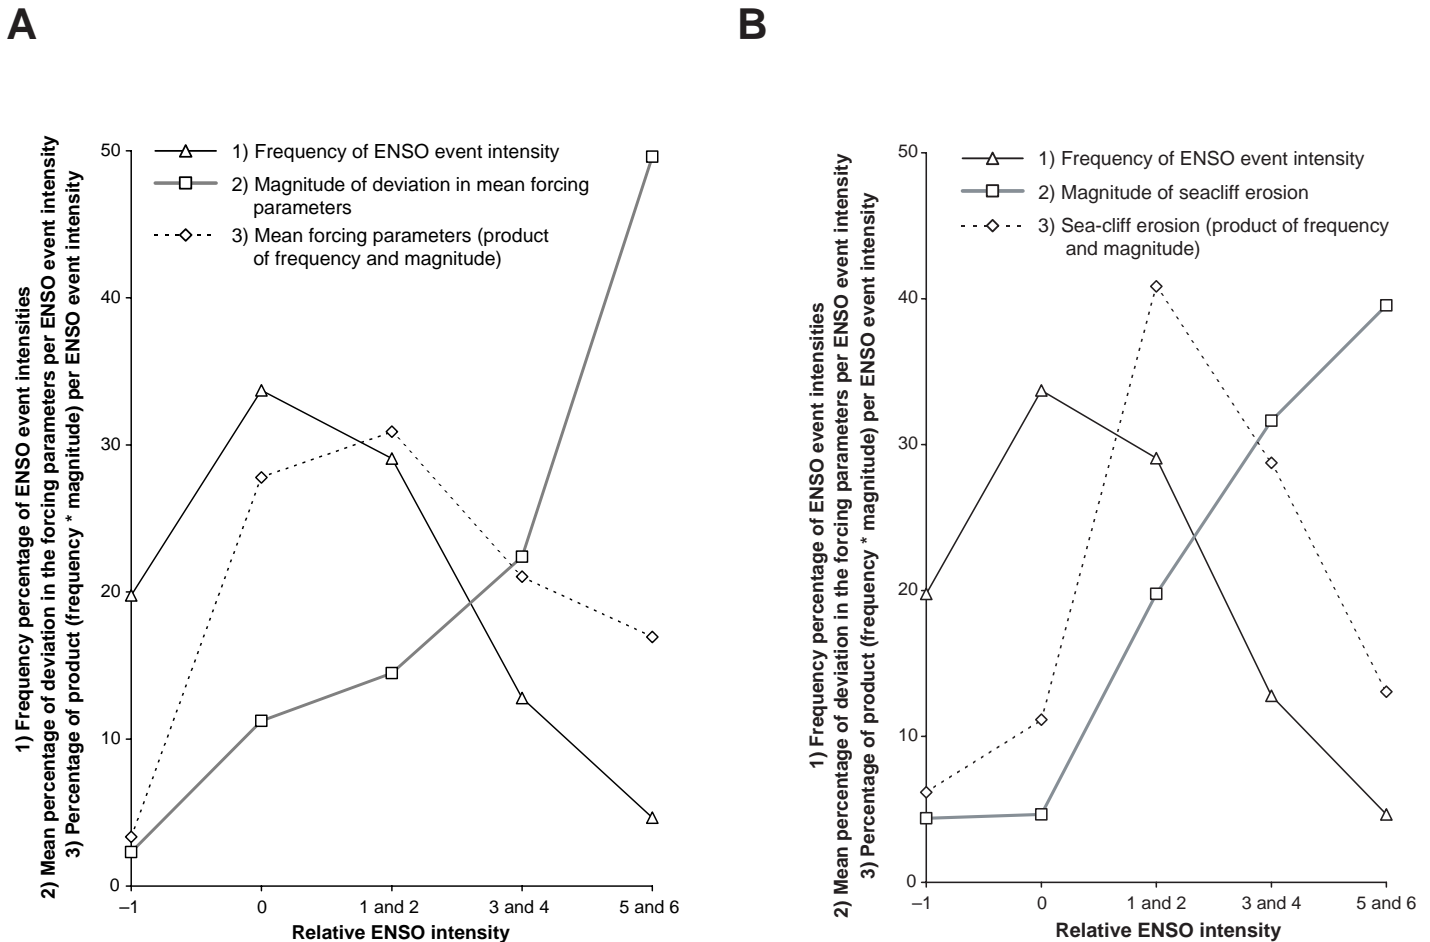 A
1) Frequency percentage of ENSO event intensities
2) Mean percentage of deviation in the forcing parameters per ENSO event intensity
3) Percentage of product (frequency * magnitude) per ENSO event intensity
50
40
30
20
10
0
1) Frequency of ENSO event intensity
2) Magnitude of deviation in mean forcing
parameters
3) Mean forcing parameters (product
of frequency and magnitude)
–1
0
1 and 2
3 and 4
5 and 6
Relative ENSO intensity
B
1) Frequency percentage of ENSO event intensities
2) Mean percentage of deviation in the forcing parameters per ENSO event intensity
3) Percentage of product (frequency * magnitude) per ENSO event intensity
50
40
30
20
10
0
1) Frequency of ENSO event intensity
2) Magnitude of seacliff erosion
3) Sea-cliff erosion (product of frequency
and magnitude)
–1
0
1 and 2
3 and 4
5 and 6
Relative ENSO intensity